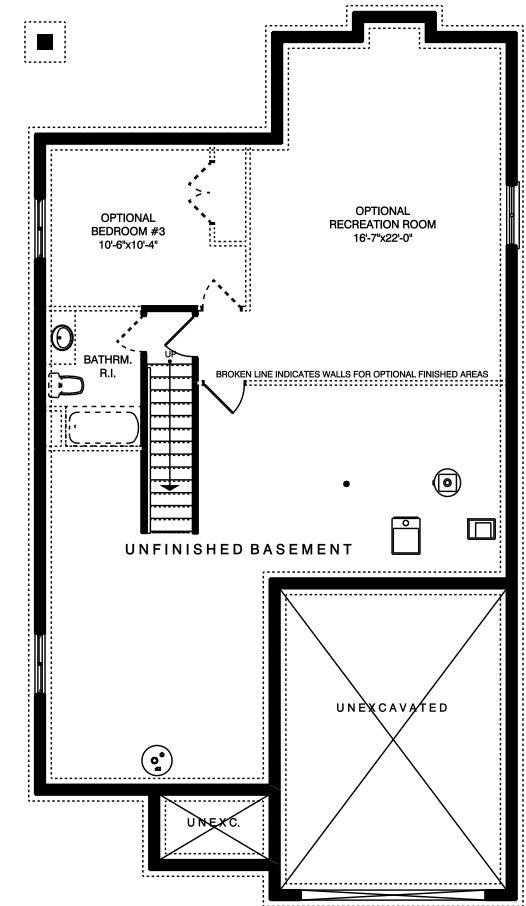 OPTIONAL
BEDROOM #3
10'-6"x10'-4"
OPTIONAL
RECREATION ROOM
16'-7"x22'-0"
BATHRM.
R.I.
UP
BROKEN LINE INDICATES WALLS FOR OPTIONAL FINISHED AREAS
UNFINISHED BASEMENT
UNEXCAVATED
UNEXC.